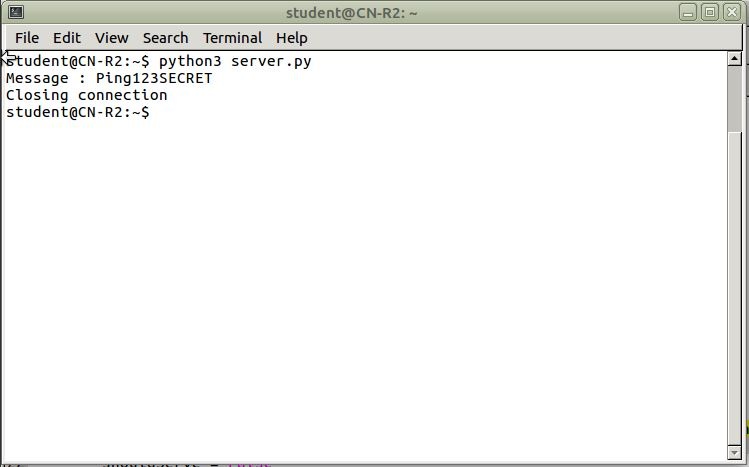 student@CN-R2: ~
File Edit View Search Terminal Help
student@CN-R2:~$ python3 server.py
Message : Ping123SECRET
Closing connection
student@CN-R2:~$